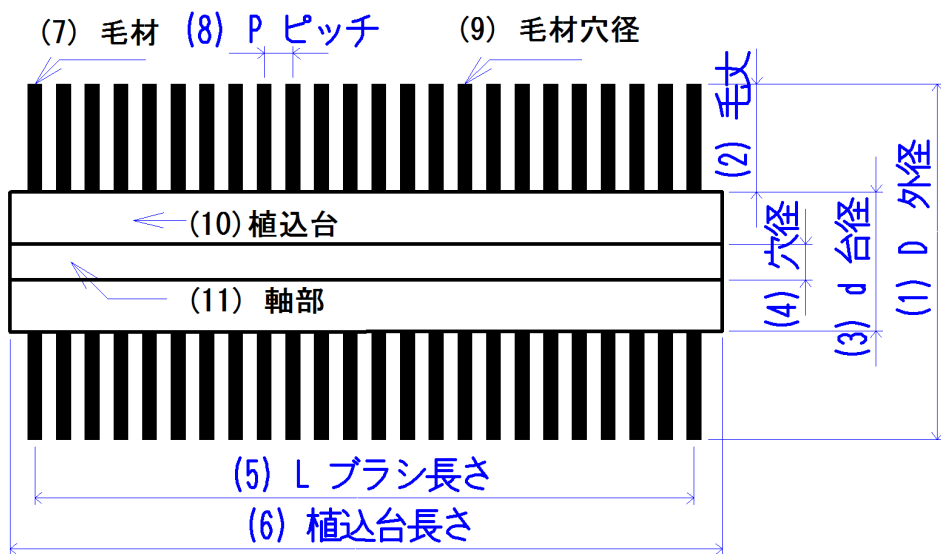 (7) 毛材
(8) P ピッチ
(9) 毛材穴径
(2) 毛丈
(10)植込台
(11) 軸部
(4) 穴径
(3) d 台径
(1) D 外径
(5) L ブラシ長さ
(6) 植込台長さ